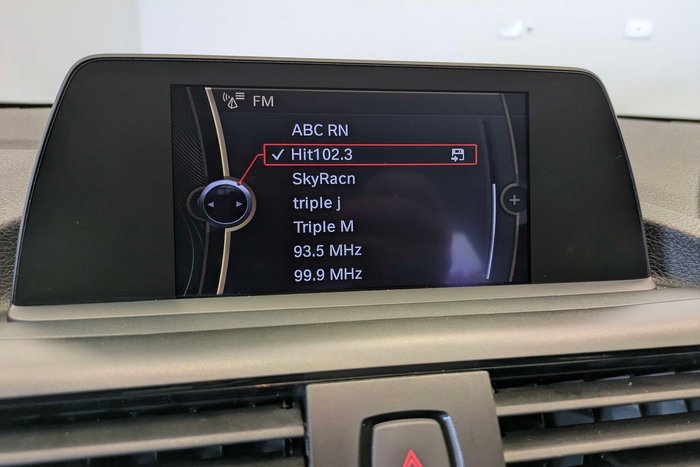 FM
ABC RN
Hit102.3
SkyRacn
triple j
Triple M
93.5 MHz
99.9 MHz